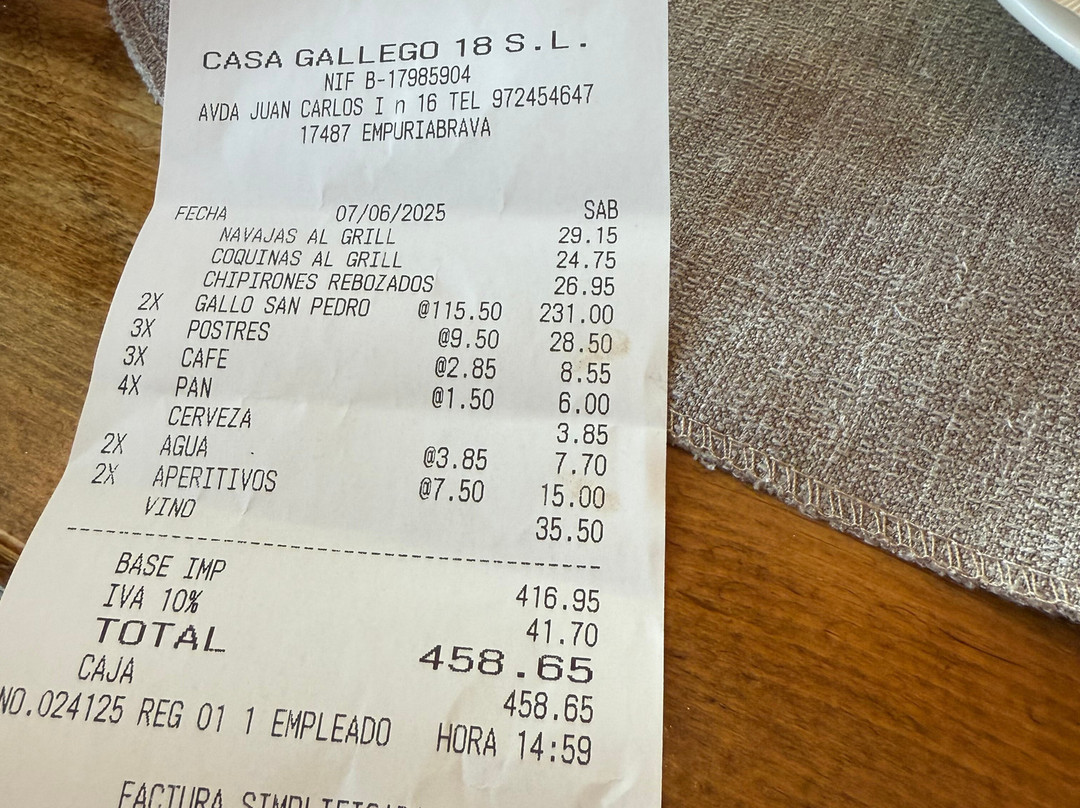 CASA GALLEGO 18 S.L.
NIF B-17985904
AVDA JUAN CARLOS I n 16 TEL 972454647
17487 EMPURIABRAVA
FECHA 07/06/2025 SAB
NAVAJAS AL GRILL 29.15
COQUINAS AL GRILL 24.75
CHIPIRONES REBOZADOS 26.95
2X GALLO SAN PEDRO @115.50 231.00
3X POSTRES @9.50 28.50
3X CAFE @2.85 8.55
4X PAN @1.50 6.00
CERVEZA 3.85
2X AGUA @3.85 7.70
2X APERITIVOS @7.50 15.00
VINO 35.50
BASE IMP 416.95
IVA 10% 41.70
TOTAL 458.65
CAJA 458.65
NO.024125 REG 01 1 EMPLEADO HORA 14:59
FACTURA